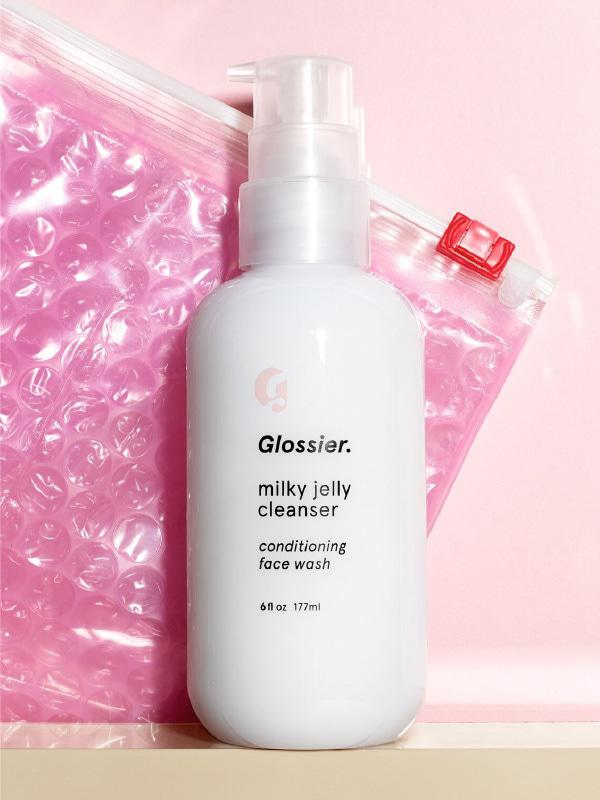 G
Glossier.
milky jelly
cleanser
conditioning
face wash
6 fl oz 177ml